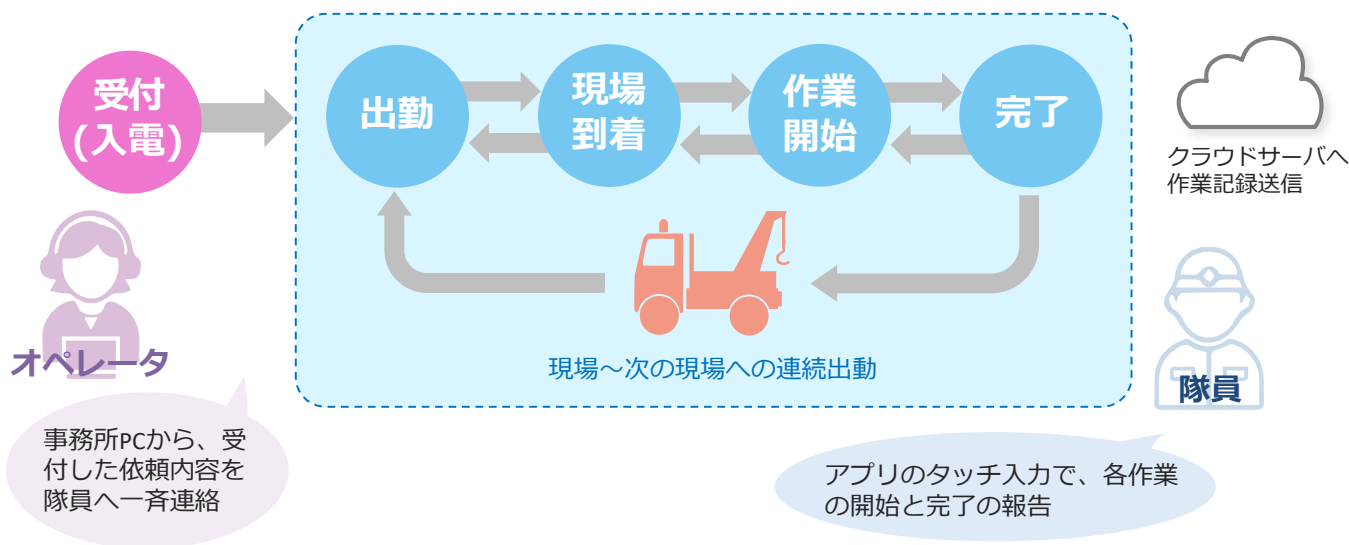 受付
(入電)
出勤
現場
到着
作業
開始
完了
クラウドサーバへ
作業記録送信
オペレータ
現場～次の現場への連続出動
隊員
事務所PCから、受
付した依頼内容を
隊員へ一斉連絡
アプリのタッチ入力で、各作業
の開始と完了の報告